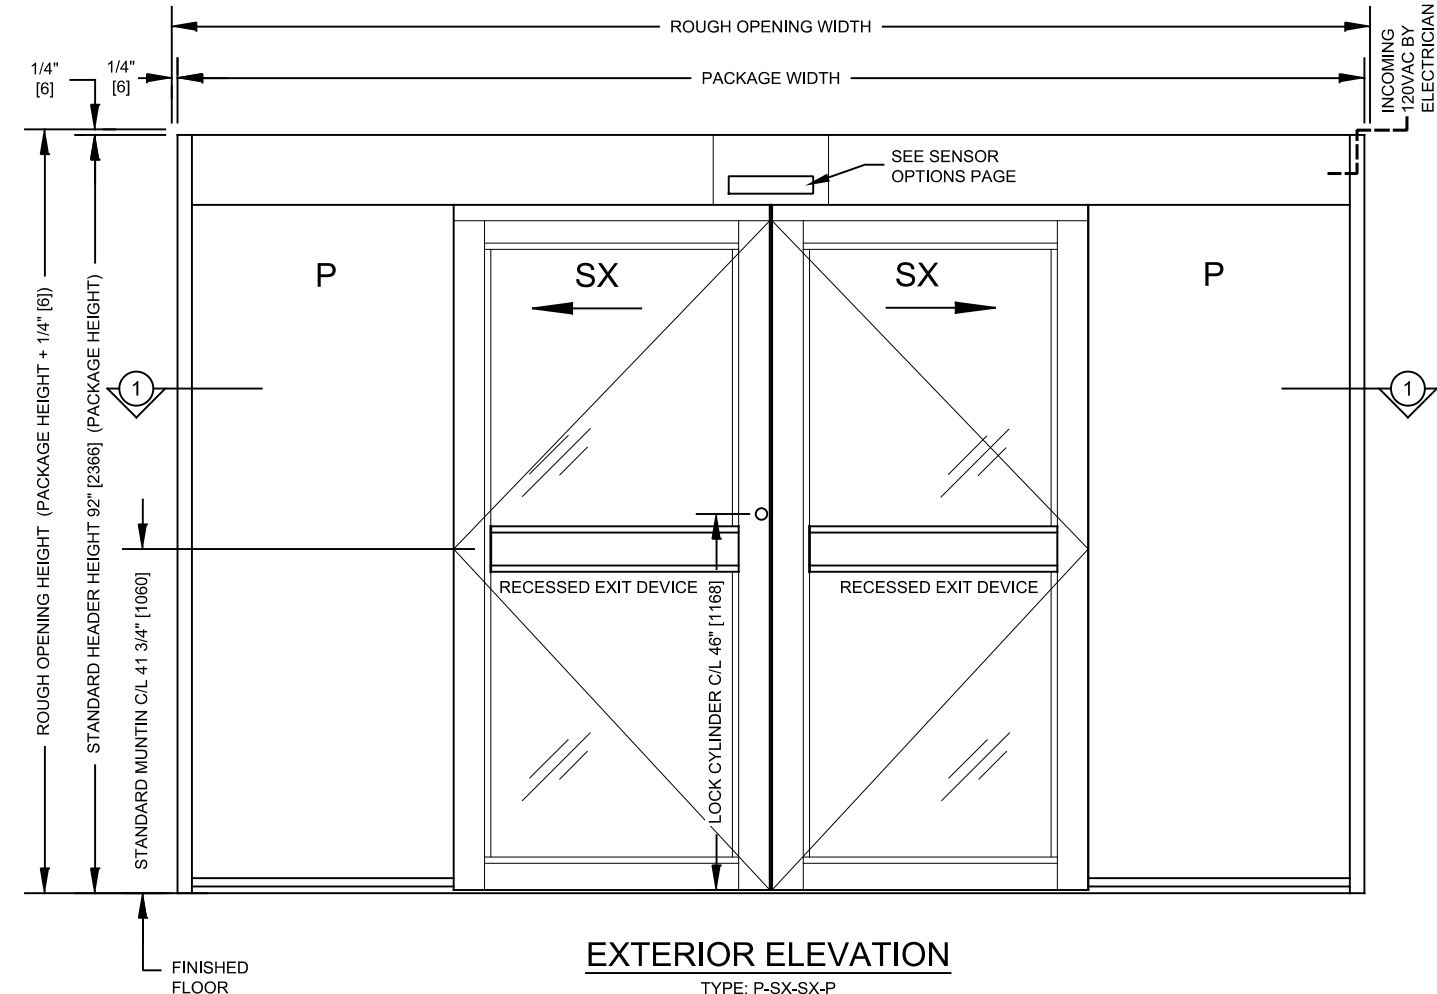 ROUGH OPENING WIDTH
PACKAGE WIDTH
INCOMING
120VAC BY
ELECTRICIAN
1/4"
[6]
1/4"
[6]
SEE SENSOR
OPTIONS PAGE
P
SX
SX
P
1
1
ROUGH OPENING HEIGHT (PACKAGE HEIGHT + 1/4" [6])
STANDARD HEADER HEIGHT 92" [2366] (PACKAGE HEIGHT)
STANDARD MUNTIN C/L 41 3/4" [1060]
RECESSED EXIT DEVICE
RECESSED EXIT DEVICE
LOCK CYLINDER C/L 46" [1168]
FINISHED
FLOOR
EXTERIOR ELEVATION
TYPE: P-SX-SX-P